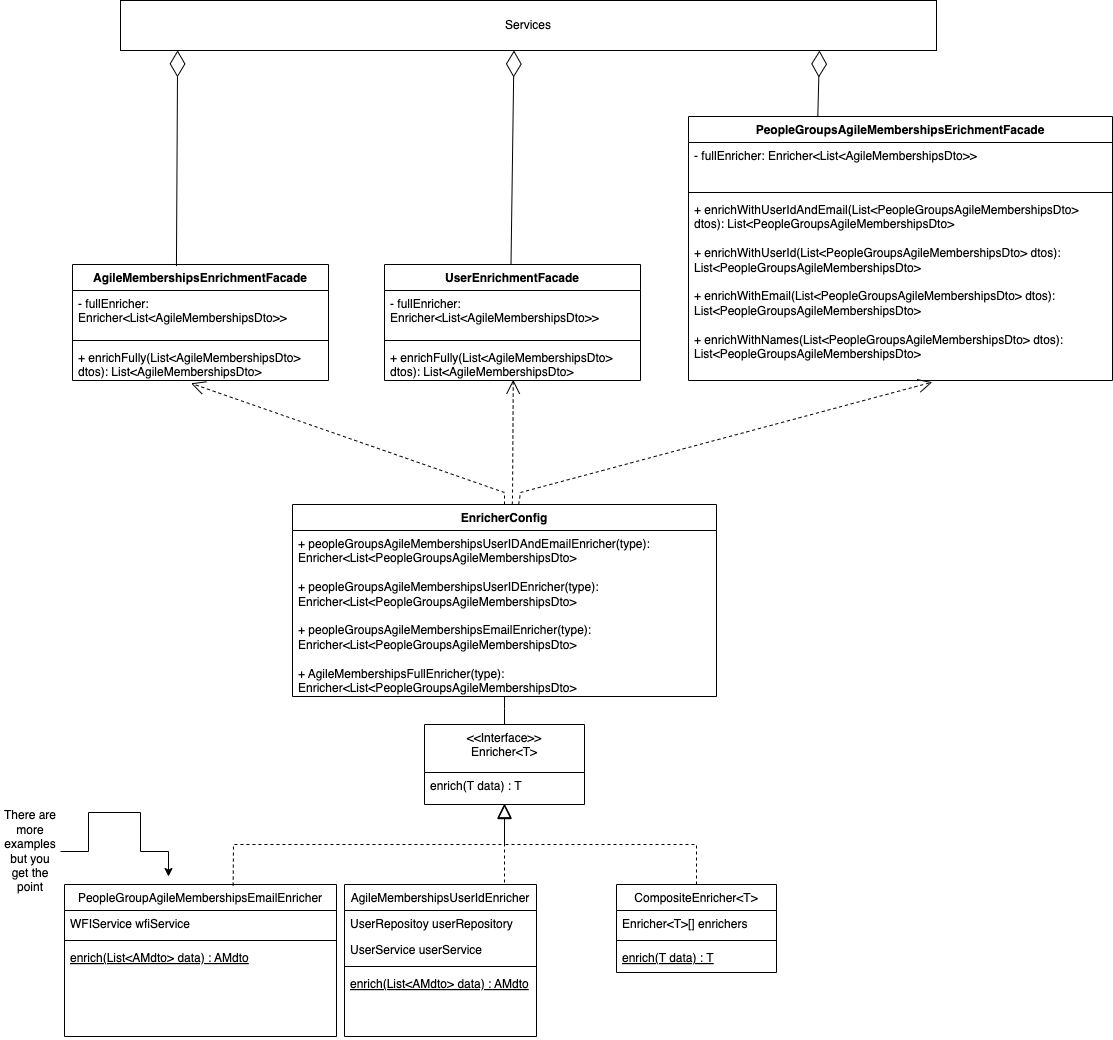 Services
PeopleGroupsAgileMembershipsErichmentFacade
- fullEnricher: Enricher<List<AgileMembershipsDto>>
+ enrichWithUserIdAndEmail(List<PeopleGroupsAgileMembershipsDto>
dtos): List<PeopleGroupsAgileMembershipsDto>
+ enrichWithUserId(List<PeopleGroupsAgileMembershipsDto> dtos):
List<PeopleGroupsAgileMembershipsDto>
+ enrichWithEmail(List<PeopleGroupsAgileMembershipsDto> dtos):
List<PeopleGroupsAgileMembershipsDto>
+ enrichWithNames(List<PeopleGroupsAgileMembershipsDto> dtos):
List<PeopleGroupsAgileMembershipsDto>
AgileMembershipsEnrichmentFacade
- fullEnricher:
Enricher<List<AgileMembershipsDto>>
+ enrichFully(List<AgileMembershipsDto>
dtos): List<AgileMembershipsDto>
UserEnrichmentFacade
- fullEnricher:
Enricher<List<AgileMembershipsDto>>
+ enrichFully(List<AgileMembershipsDto>
dtos): List<AgileMembershipsDto>
EnricherConfig
+ peopleGroupsAgileMembershipsUserIDAndEmailEnricher(type):
Enricher<List<PeopleGroupsAgileMembershipsDto>
+ peopleGroupsAgileMembershipsUserIDEnricher(type):
Enricher<List<PeopleGroupsAgileMembershipsDto>
+ peopleGroupsAgileMembershipsEmailEnricher(type):
Enricher<List<PeopleGroupsAgileMembershipsDto>
+ AgileMembershipsFullEnricher(type):
Enricher<List<PeopleGroupsAgileMembershipsDto>
<<Interface>>
Enricher<T>
enrich(T data) : T
There are
more
examples
but you
get the
point
PeopleGroupAgileMembershipsEmailEnricher
WFIService wfiService
enrich(List<AMdto> data) : AMdto
AgileMembershipsUserIdEnricher
UserRepositoy userRepository
UserService userService
enrich(List<AMdto> data) : AMdto
CompositeEnricher<T>
Enricher<T>[] enrichers
enrich(T data) : T